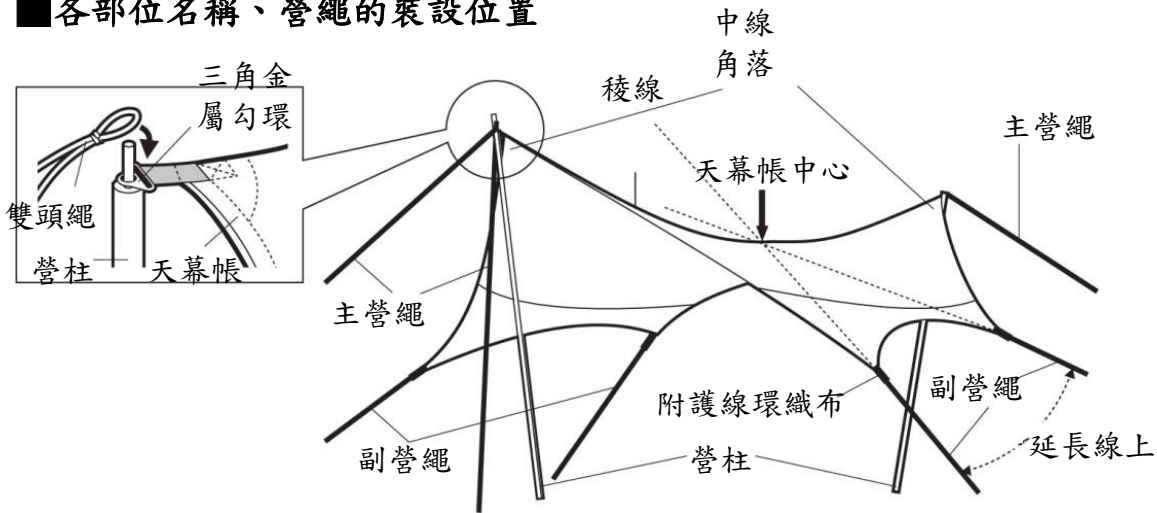 ■各部位名稱、營繩的裝設位置
中線
角落
三角金
屬勾環
稜線
主營繩
天幕帳中心
雙頭繩
營柱
天幕帳
主營繩
附護線環織布
副營繩
副營繩
營柱
延長線上